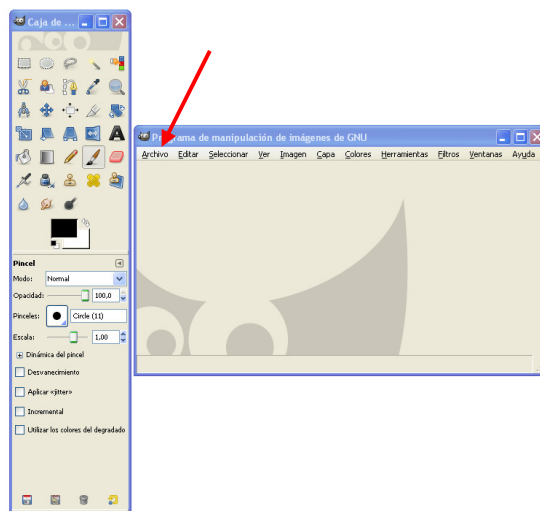 Caja de ...
Programa de manipulación de imágenes de GNU
Archivo Editar Seleccionar Ver Imagen Capa Colores Herramientas Filtros Ventanas Ayuda
Pincel
Modo: Normal
Opacidad: 100,0
Pinceles: Circle (11)
Escala: 1,00
Dinámica del pincel
Desvanecimiento
Aplicar «jitter»
Incremental
Utilizar los colores del degradado